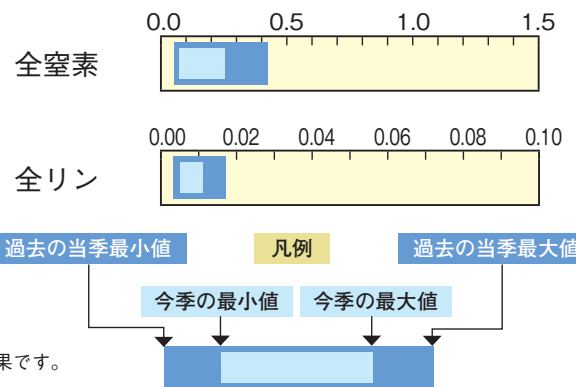 0.0 0.5 1.0 1.5
全窒素
0.00 0.02 0.04 0.06 0.08 0.10
全リン
過去の当季最小値 凡例 過去の当季最大値
今季の最小値 今季の最大値
果です。